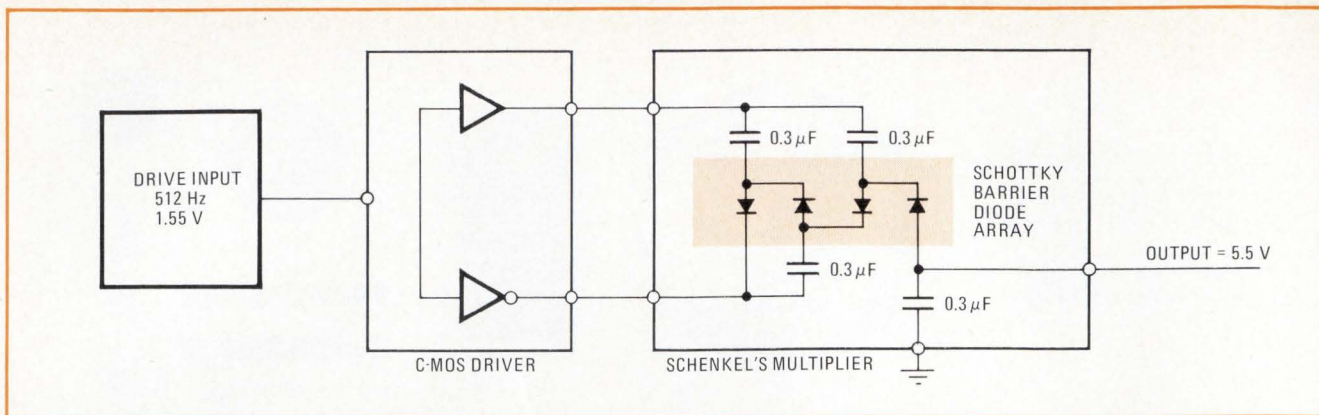 DRIVE INPUT
512 Hz
1.55 V
C-MOS DRIVER
0.3 µF
0.3 µF
SCHOTTKY
BARRIER
DIODE
ARRAY
0.3 µF
0.3 µF
OUTPUT = 5.5 V
SCHENKEL'S MULTIPLIER